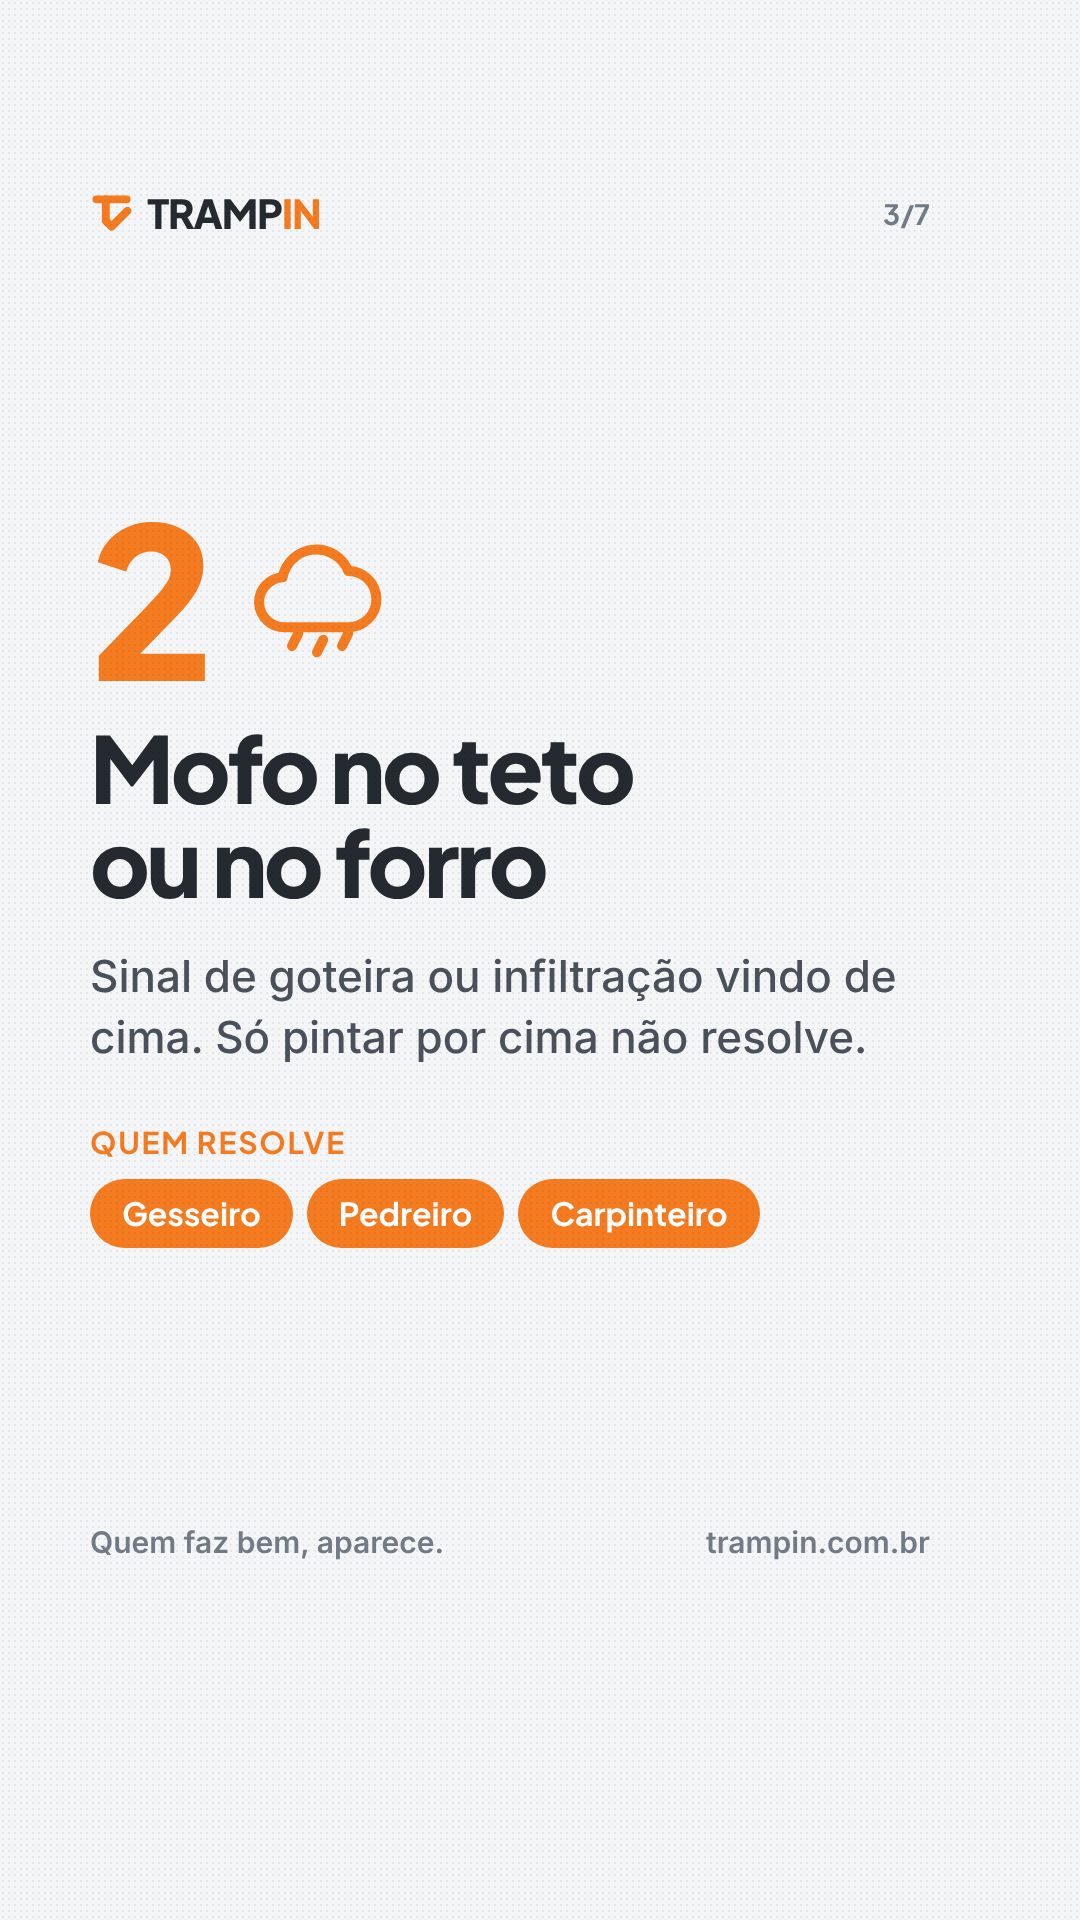 TRAMPIN
3/7
2
Mofo no teto
ou no forro
Sinal de goteira ou infiltração vindo de
cima. Só pintar por cima não resolve.
QUEM RESOLVE
Gesseiro Pedreiro Carpinteiro
Quem faz bem, aparece.
trampin.com.br